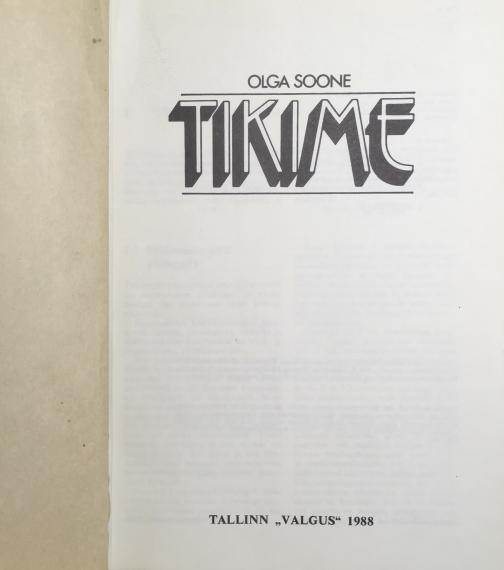 OLGA SOONE
TIKIME
TALLINN „VALGUS“ 1988